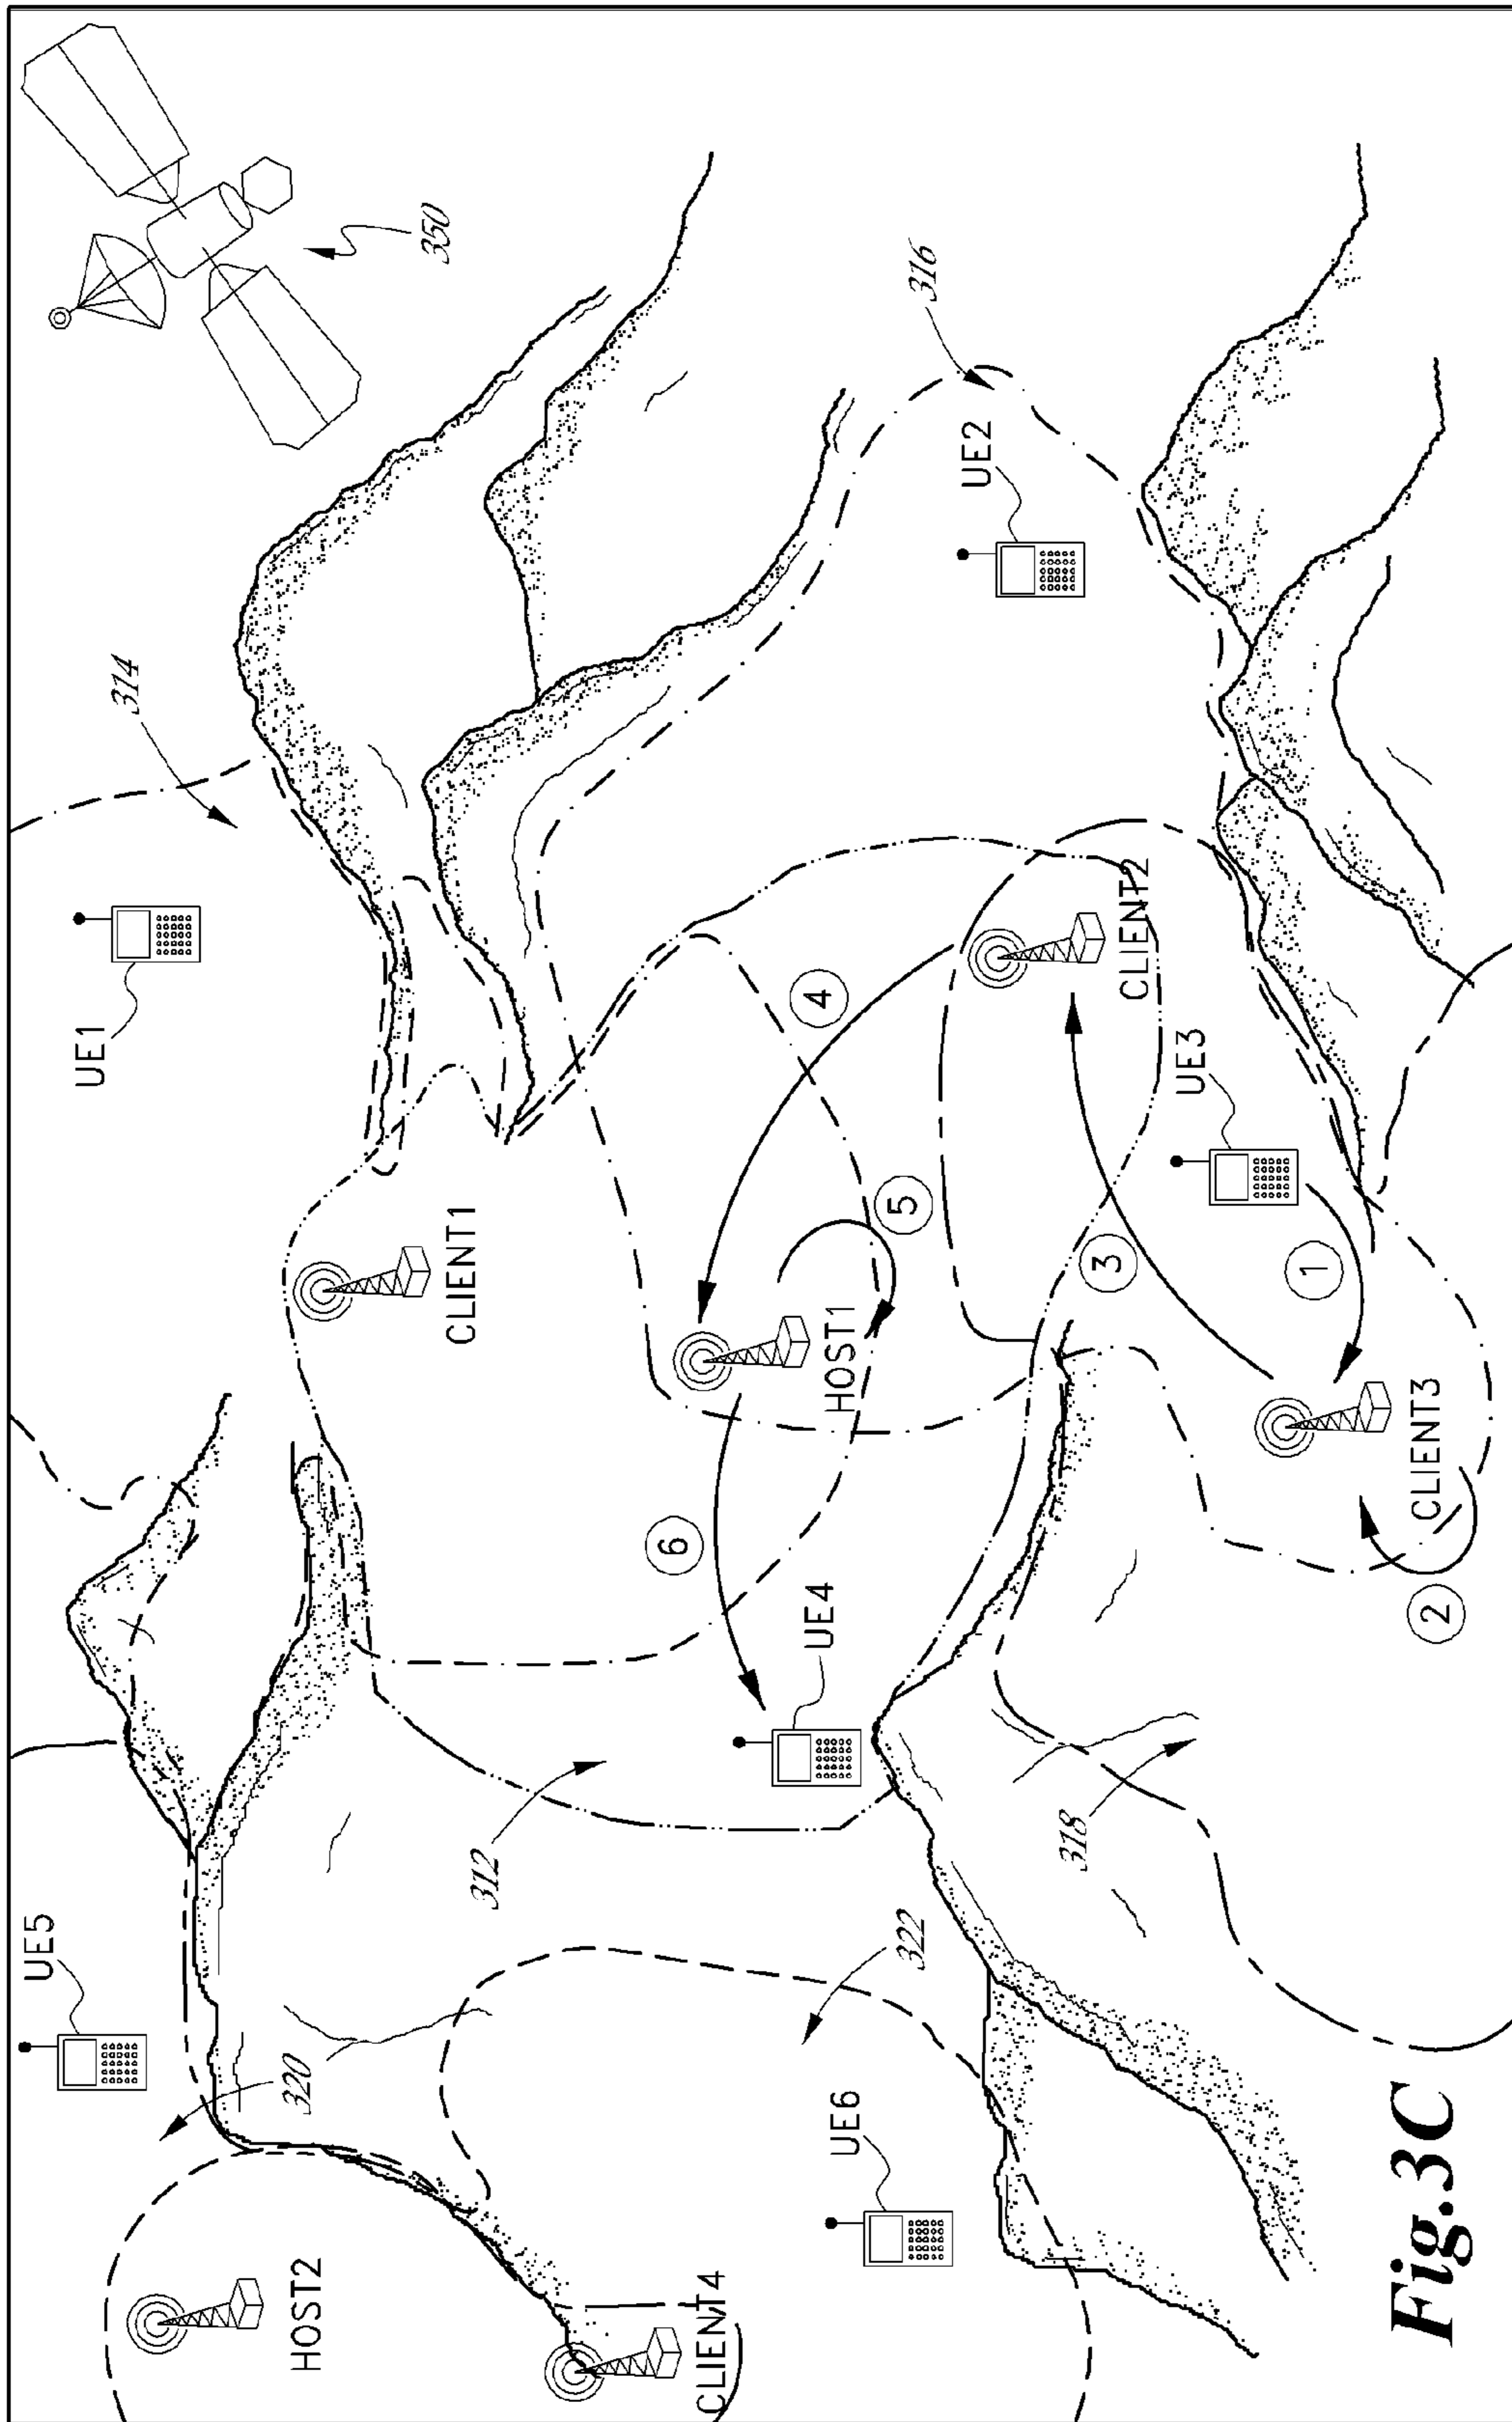 UE5
UE1
314
HOST2
320
350
CLIENT1
312
6
CLIENT4
UE4
4
HOST1
UE6
5
322
316
UE2
318
3
CLIENT2
UE3
1
2
CLIENT3
Fig.3C